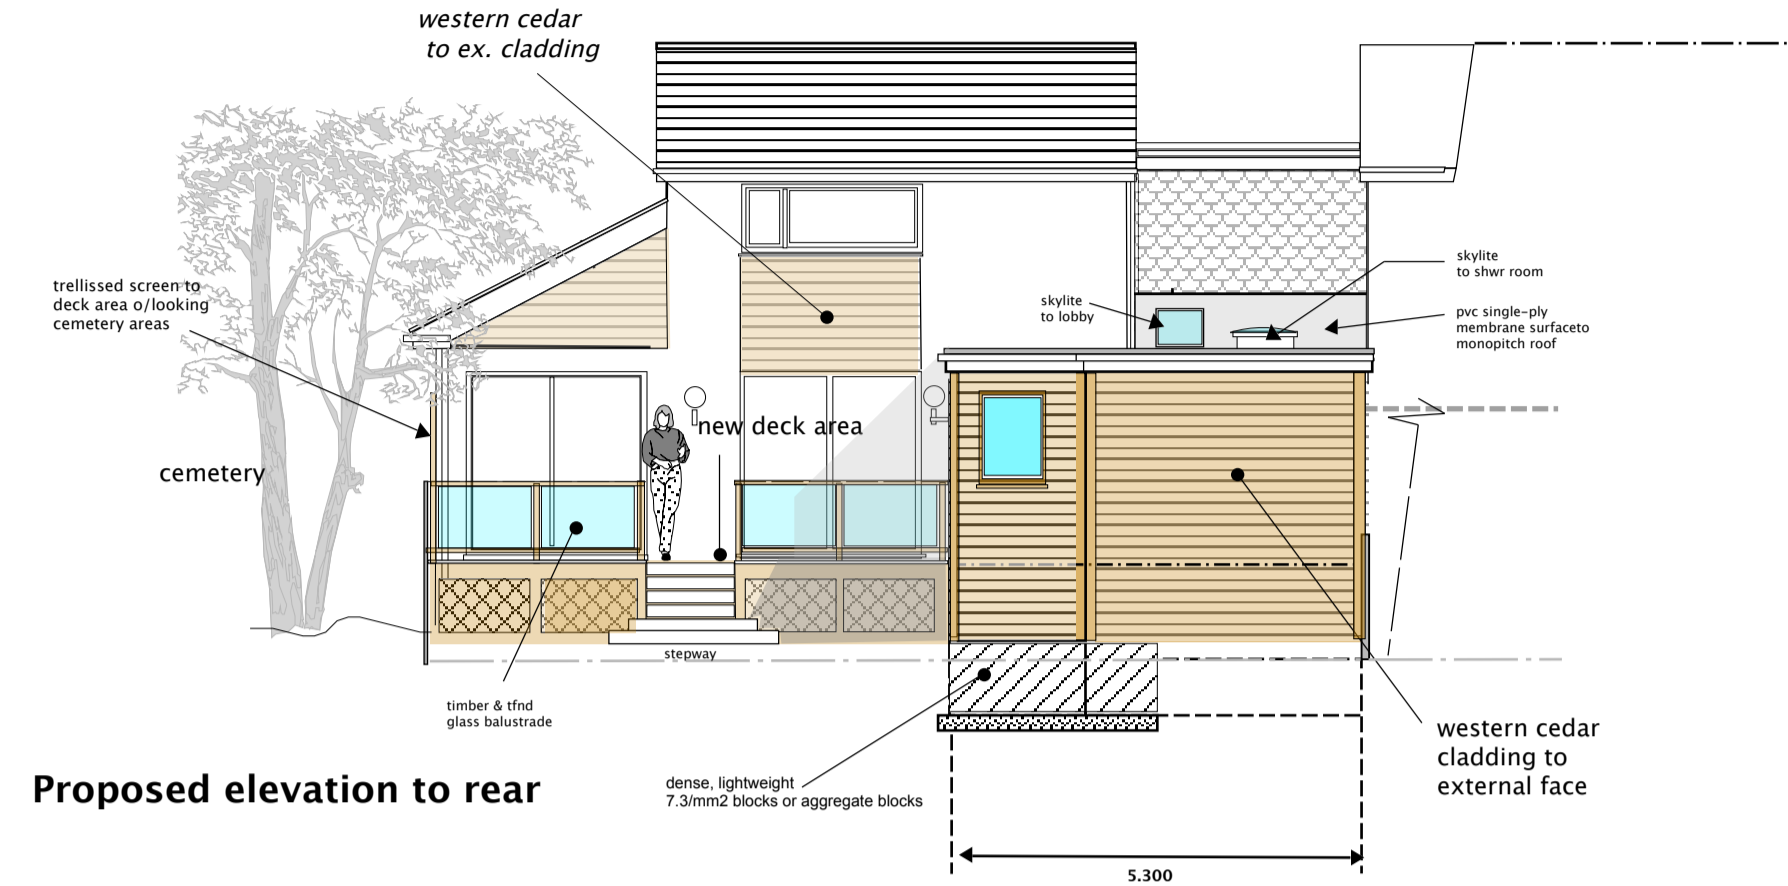 western cedar
to ex. cladding
trellissed screen to
deck area o/looking
cemetery areas
skylite
to shwr room
skylite
to lobby
pvc single-ply
membrane surfaceto
monopitch roof
new deck area
cemetery
stepway
timber & tfnd
glass balustrade
western cedar
cladding to
external face
dense, lightweight
7.3/mm2 blocks or aggregate blocks
Proposed elevation to rear
5.300